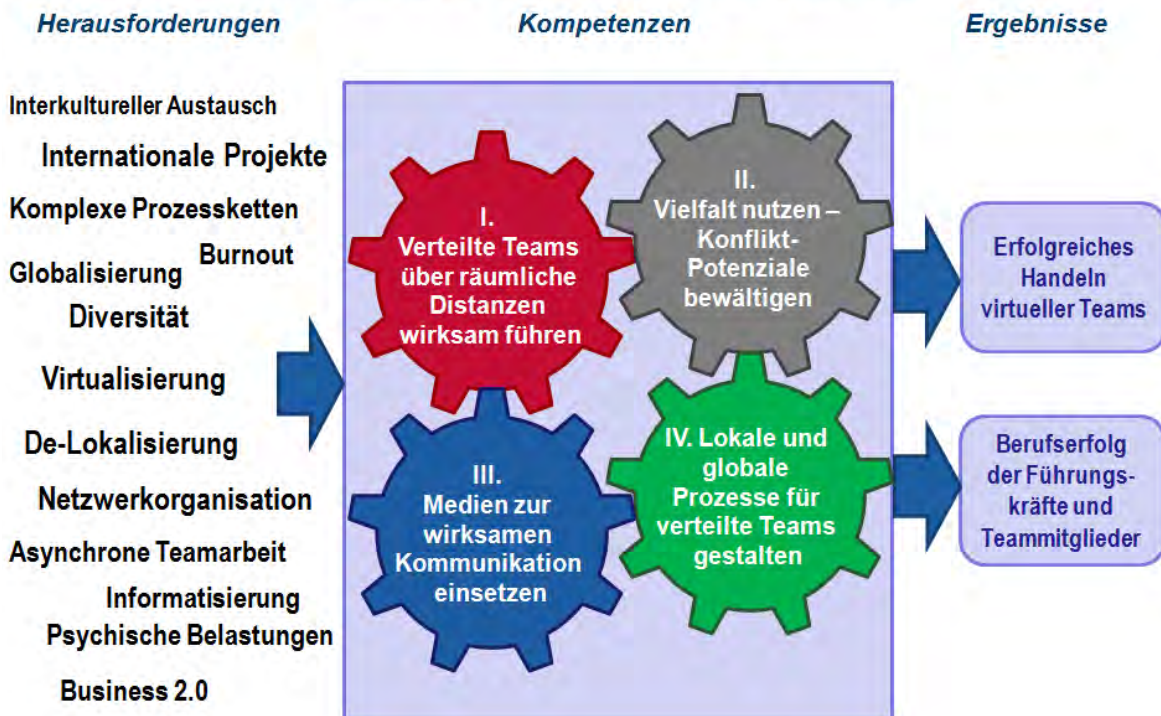 Herausforderungen
Kompetenzen
Ergebnisse
Interkultureller Austausch
Internationale Projekte
Komplexe Prozessketten
Burnout
Globalisierung
Diversität
Virtualisierung
De-Lokalisierung
Netzwerkorganisation
Asynchrone Teamarbeit
Informatisierung
Psychische Belastungen
Business 2.0
I.
Verteilte Teams
über räumliche
Distanzen
wirksam führen
II.
Vielfalt nutzen –
Konflikt-
Potenziale
bewältigen
III.
Medien zur
wirksamen
Kommunikation
einsetzen
IV. Lokale und
globale
Prozesse für
verteilte Teams
gestalten
Erfolgreiches
Handeln
virtueller Teams
Berufserfolg
der Führungs-
kräfte und
Teammitglieder